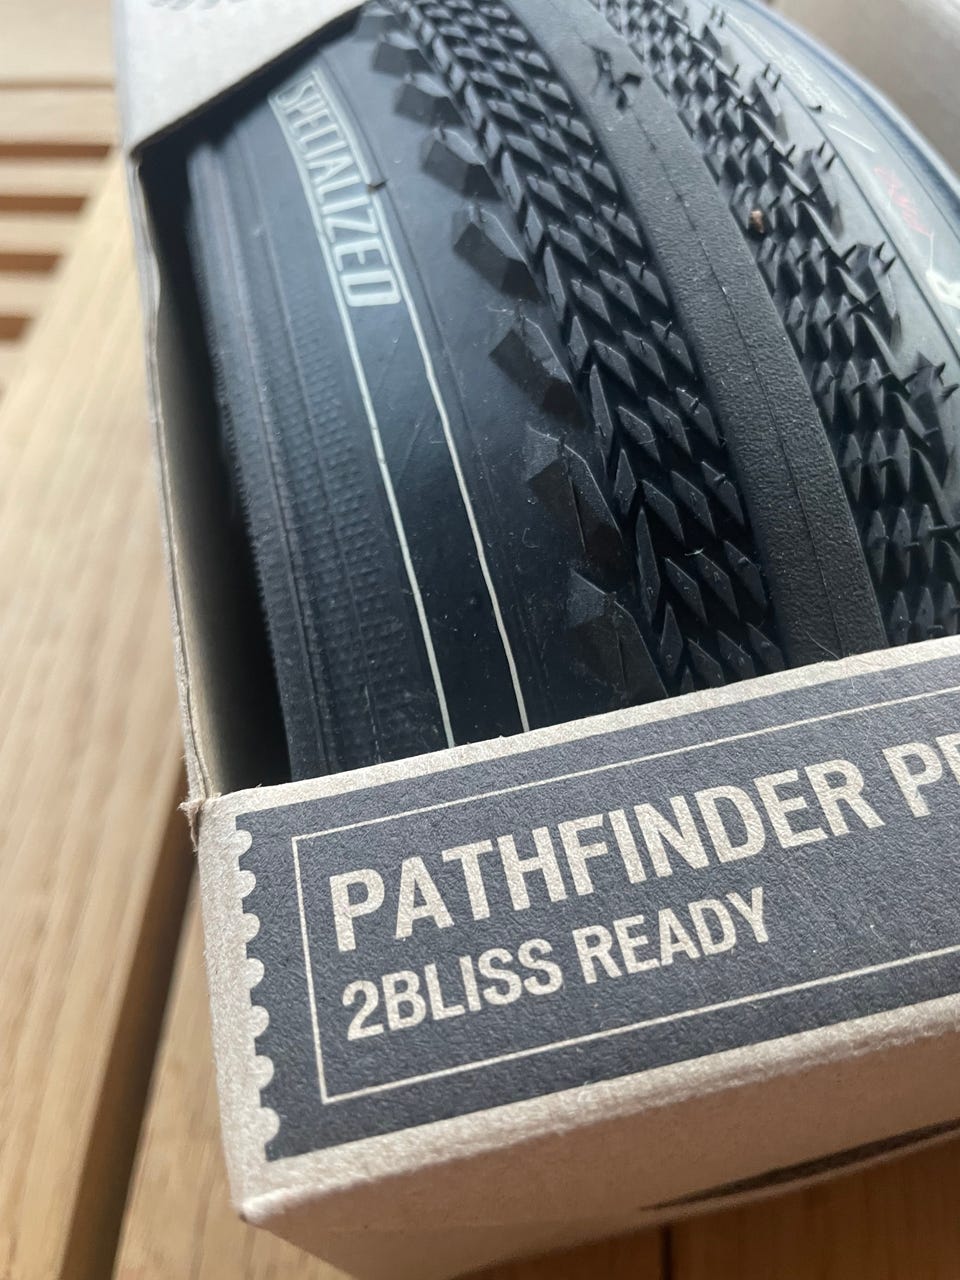 SPECIALIZED
PATHFINDER
2BLISS READY